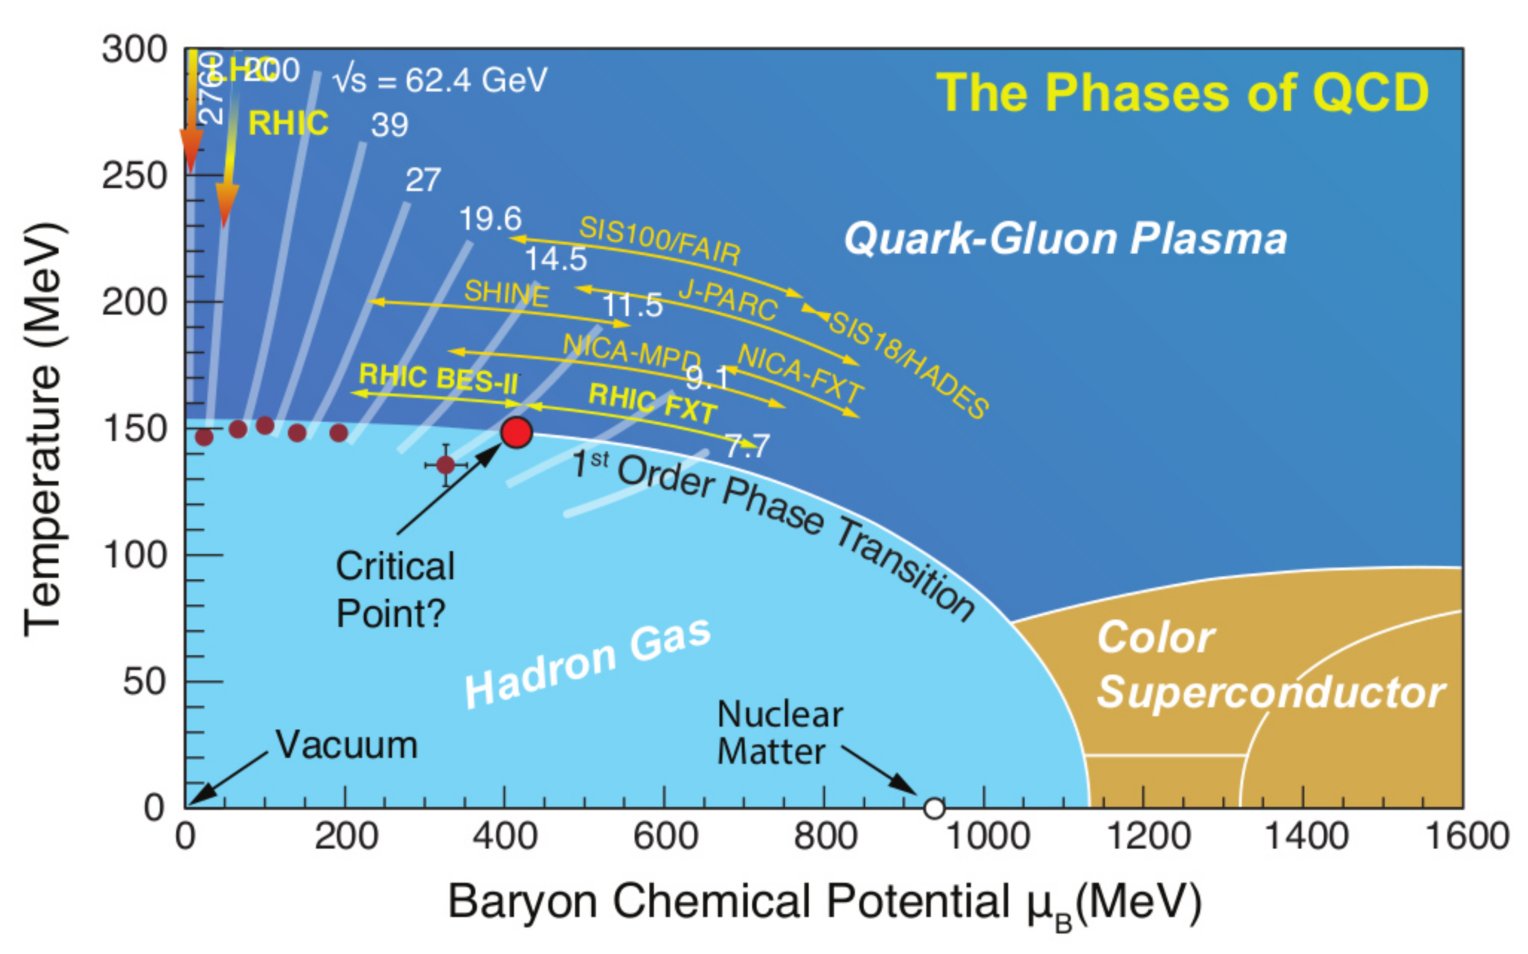 The Phases of QCD
LHC
2760
200
√s = 62.4 GeV
RHIC
39
27
19.6
14.5
11.5
9.1
7.7
SIS100/FAIR
SHINE
J-PARC
SIS18/HADES
NICA-MPD
NICA-FXT
RHIC BES-II
RHIC FXT
Quark-Gluon Plasma
1st Order Phase Transition
Critical
Point?
Hadron Gas
Color
Superconductor
Nuclear
Matter
Vacuum
Temperature (MeV)
300
250
200
150
100
50
0
0 200 400 600 800 1000 1200 1400 1600
Baryon Chemical Potential μB(MeV)